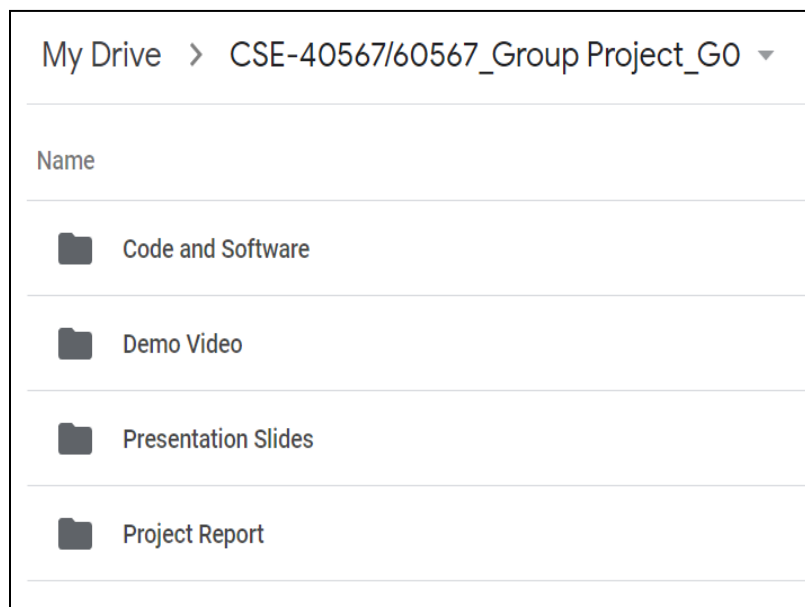 My Drive > CSE-40567/60567_Group Project_G0
Name
Code and Software
Demo Video
Presentation Slides
Project Report